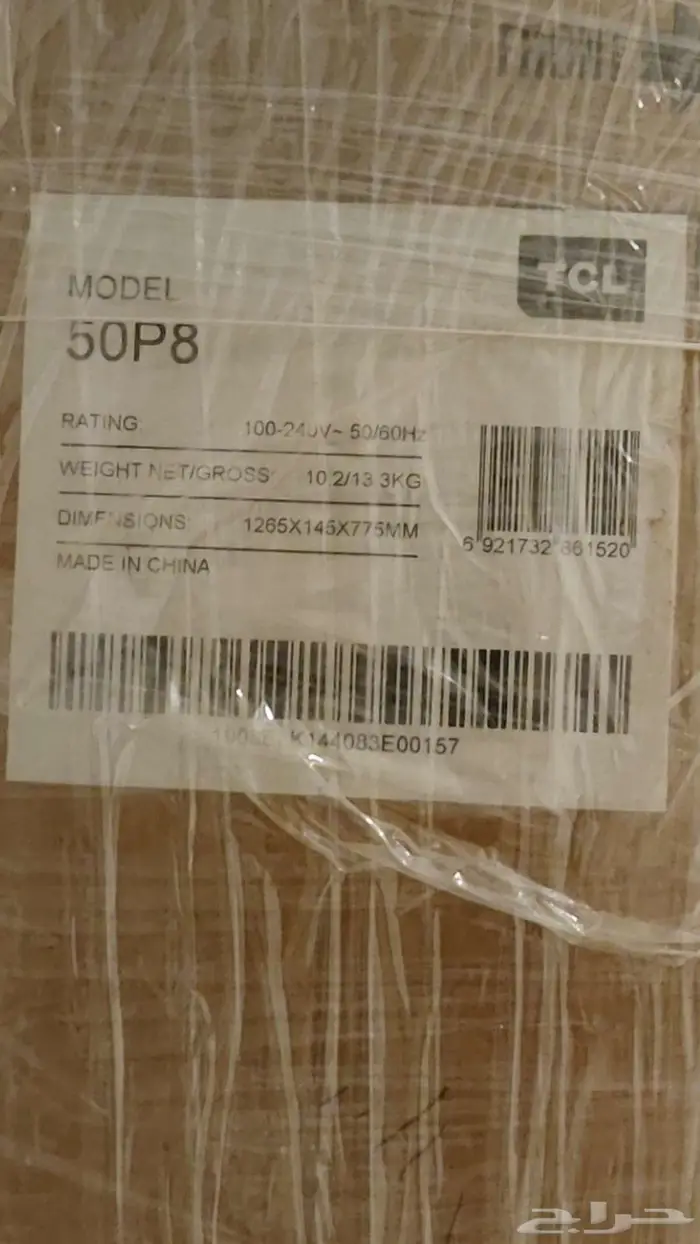 TCL
MODEL
50P8
RATING: 100-240V~ 50/60Hz
WEIGHT NET/GROSS: 10.2/13.3KG
DIMENSIONS: 1265X145X775MM
MADE IN CHINA
6 921732 861520
K144083E00157
حراج